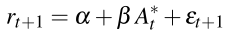 r_{t+1} = α + β A_t^* + ε_{t+1}